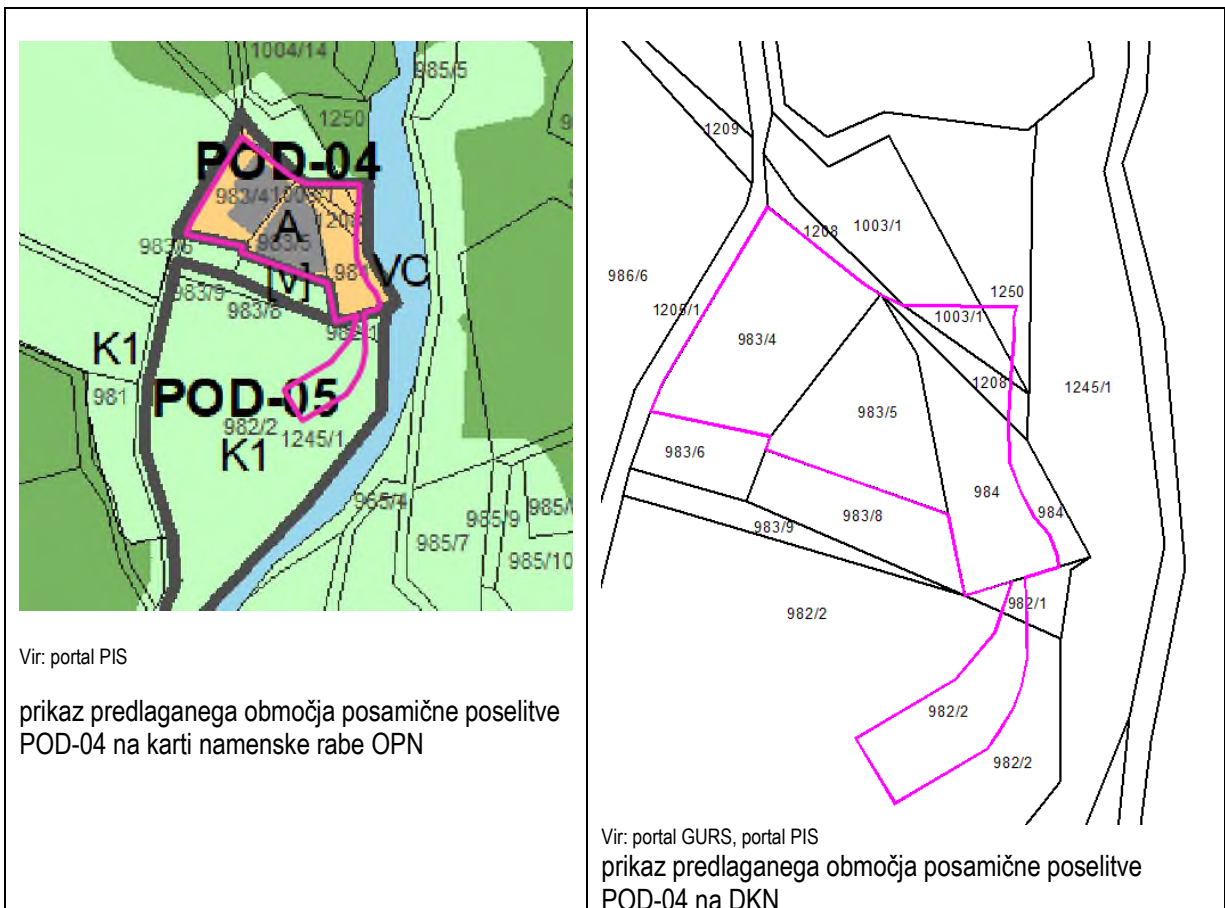 1004/14
985/5
1250
POD-04
983/4
A
983/5
983/6
[v]
VC
983/9
983/8
K1
981
POD-05
982/2
1245/1
K1
965/4
985/9
985/7
985/10
Vir: portal PIS
prikaz predlaganega območja posamične poselitve
POD-04 na karti namenske rabe OPN
1209
1208
1003/1
986/6
1250
1205/1
1003/1
983/4
1208
1245/1
983/5
983/6
984
983/8
984
983/9
982/1
982/2
982/2
982/2
Vir: portal GURS, portal PIS
prikaz predlaganega območja posamične poselitve
POD-04 na DKN